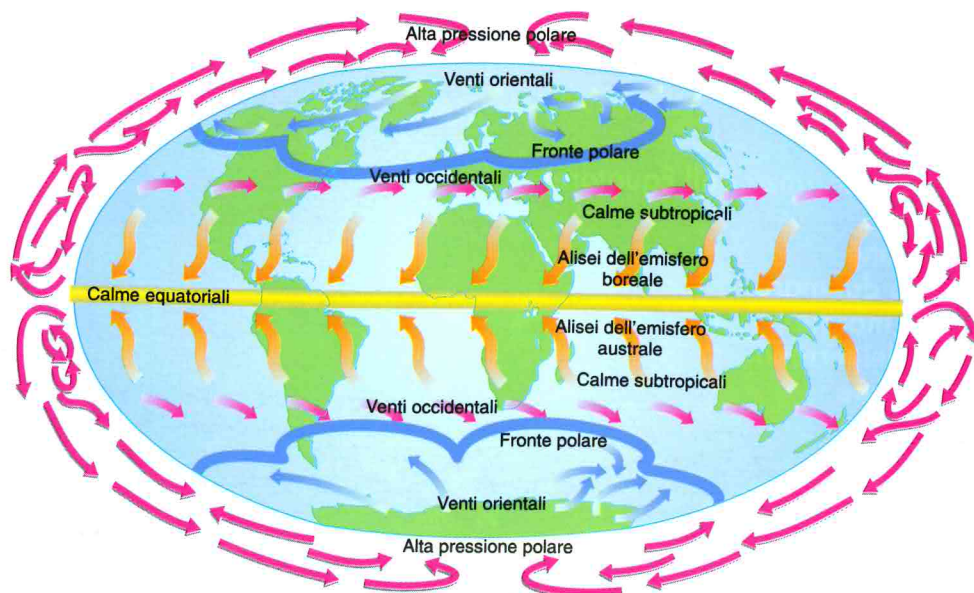 Alta pressione polare
Venti orientali
Fronte polare
Venti occidentali
Calme subtropicali
Alisei dell'emisfero
boreale
Calme equatoriali
Alisei dell'emisfero
australe
Calme subtropicali
Venti occidentali
Fronte polare
Venti orientali
Alta pressione polare